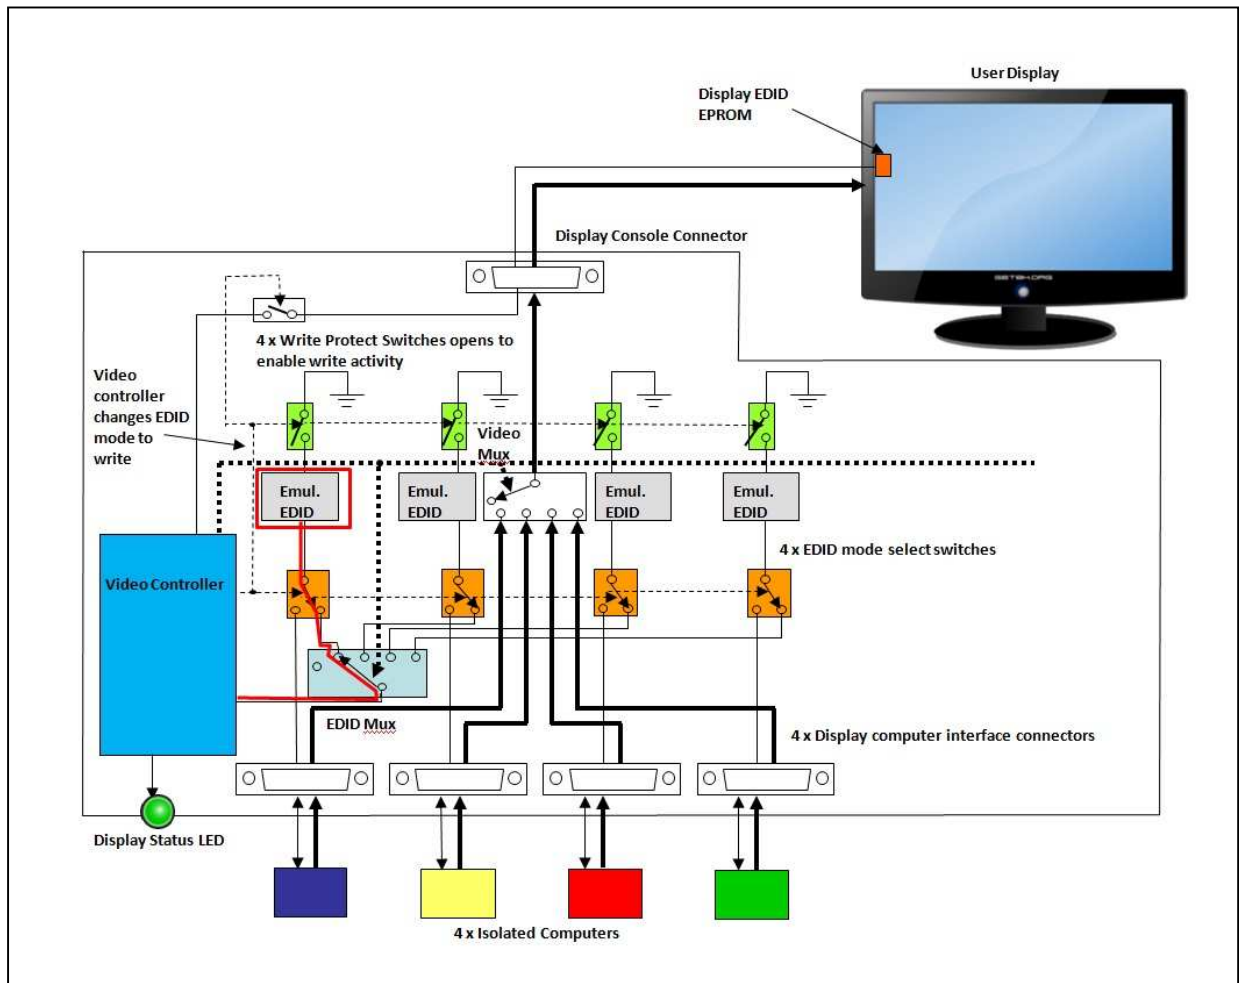 User Display
Display EDID
EPROM
Display Console Connector
GETEK.ORG
4 x Write Protect Switches opens to
enable write activity
Video
controller
changes EDID
mode to
write
Video
Mux
Emul.
EDID
Emul.
EDID
Emul.
EDID
Emul.
EDID
4 x EDID mode select switches
Video Controller
EDID Mux
4 x Display computer interface connectors
Display Status LED
4 x Isolated Computers